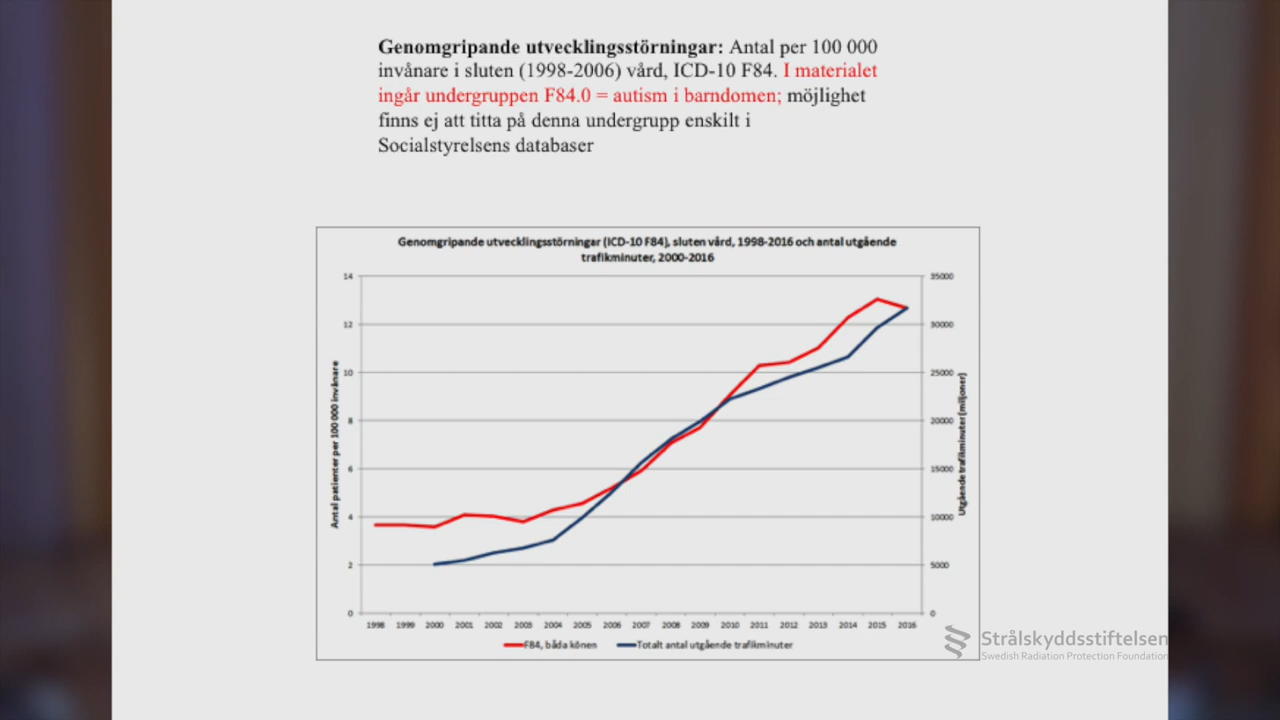 Genomgripande utvecklingsstörningar: Antal per 100 000
invånare i sluten (1998-2006) vård, ICD-10 F84. I materialet
ingår undergruppen F84.0 = autism i barndomen; möjlighet
finns ej att titta på denna undergrupp enskilt i
Socialstyrelsens databaser
Genomgripande utvecklingsstörningar (ICD-10 F84), sluten vård, 1998-2016 och antal utgående
trafikminuter, 2000-2016
Antal patienter per 100 000 invånare
14
12
10
8
6
4
2
0
35000
30000
25000
20000
15000
10000
5000
0
Utgående trafikminuter (miljoner)
1998 1999 2000 2001 2002 2003 2004 2005 2006 2007 2008 2009 2010 2011 2012 2013 2014 2015 2016
F84, båda könen Totalt antal utgående trafikminuter
Strålskyddsstiftelsen
Swedish Radiation Protection Foundation